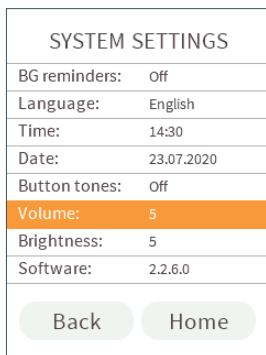 SYSTEM SETTINGS
BG reminders: Off
Language: English
Time: 14:30
Date: 23.07.2020
Button tones: Off
Volume: 5
Brightness: 5
Software: 2.2.6.0
Back Home